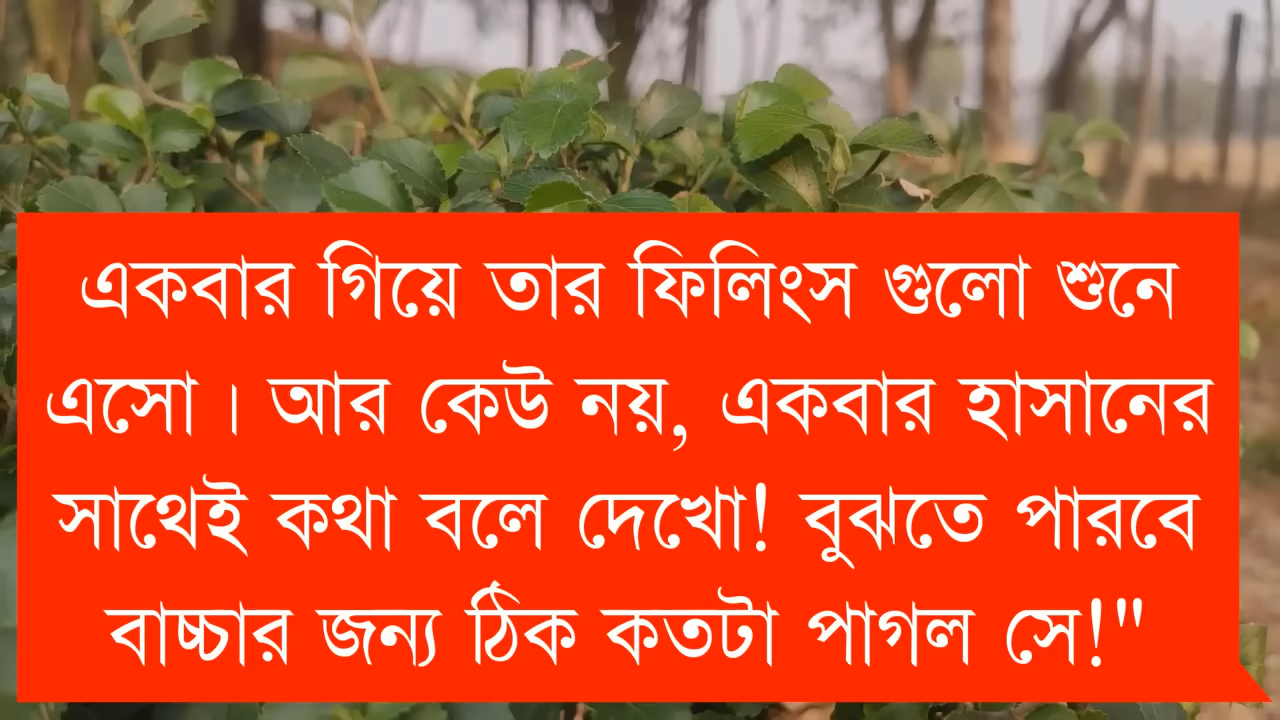 একবার গিয়ে তার ফিলিংস গুলো শুনে
এসো। আর কেউ নয়, একবার হাসানের
সাথেই কথা বলে দেখো! বুঝতে পারবে
বাচ্চার জন্য ঠিক কতটা পাগল সে!"